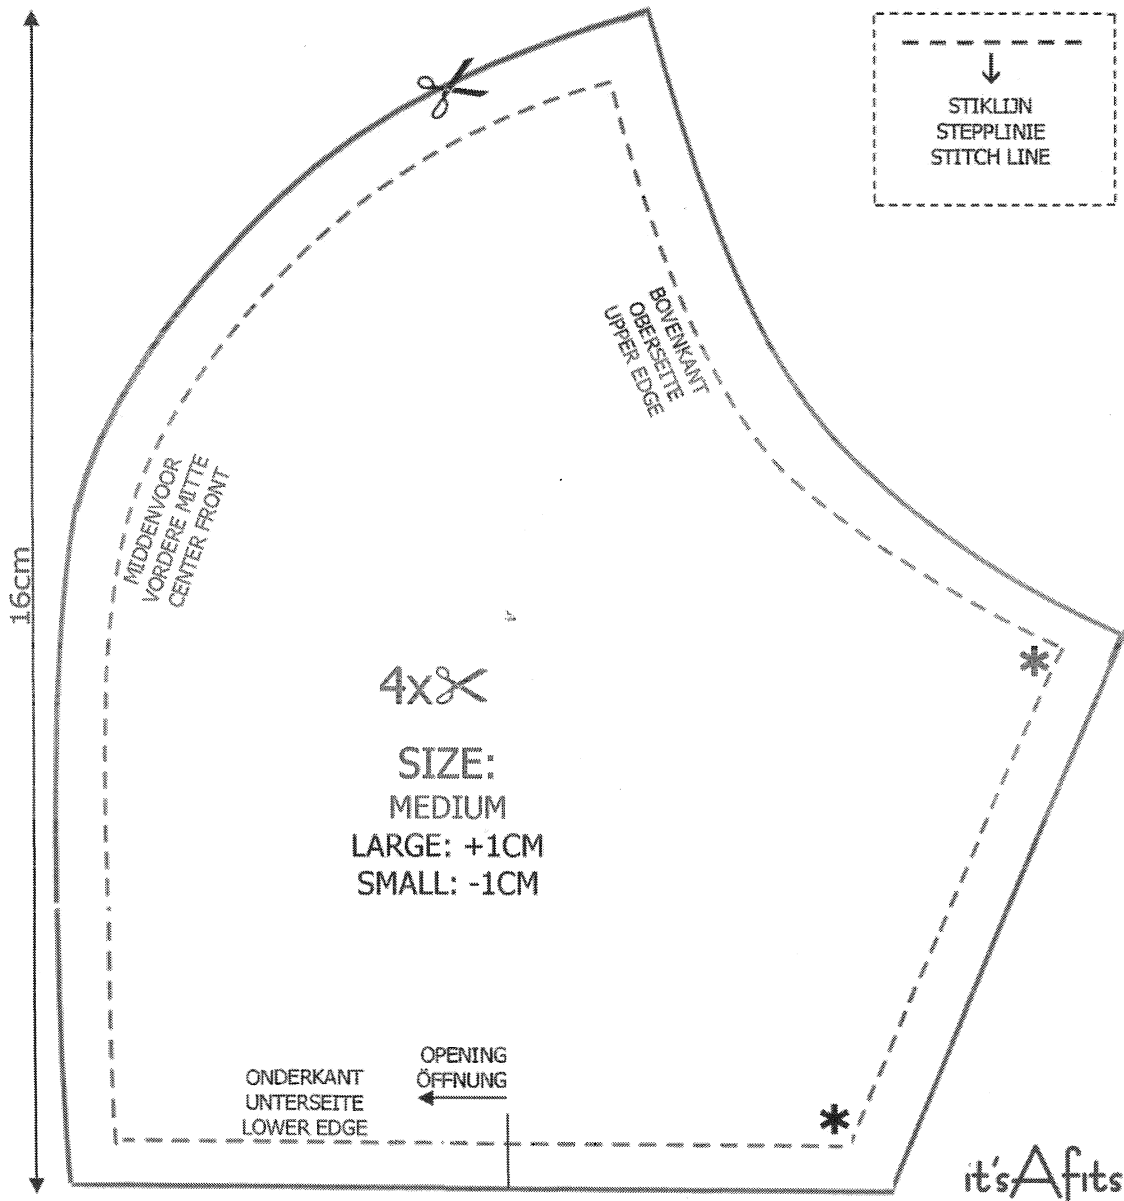 STIKLIJN
STEPPLINIE
STITCH LINE
BOVENKANT
OBERSEITE
UPPER EDGE
MIDDENVOOR
VORDERE MITTE
CENTER FRONT
16cm
4x
SIZE:
MEDIUM
LARGE: +1CM
SMALL: -1CM
OPENING
ÖFFNUNG
ONDERKANT
UNTERSEITE
LOWER EDGE
*
*
it'sAfits